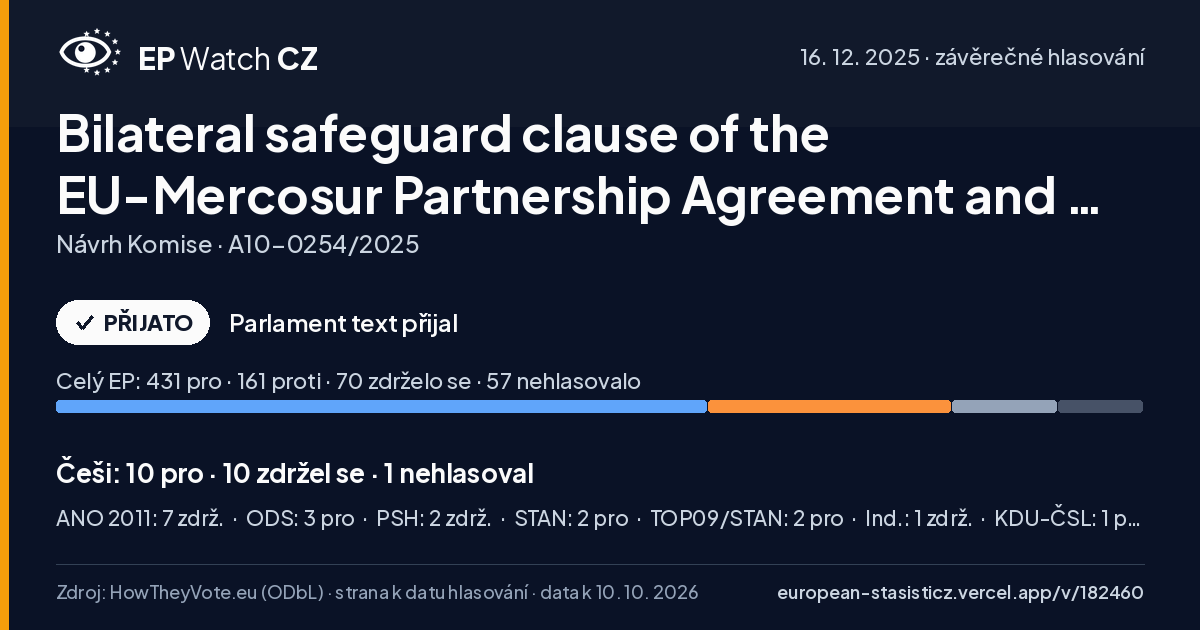 EP Watch CZ
16. 12. 2025 · závěrečné hlasování
Bilateral safeguard clause of the
EU-Mercosur Partnership Agreement and …
Návrh Komise · A10-0254/2025
✓ PŘIJATO
Parlament text přijal
Celý EP: 431 pro · 161 proti · 70 zdrželo se · 57 nehlasovalo
Češi: 10 pro · 10 zdržel se · 1 nehlasoval
ANO 2011: 7 zdrž. · ODS: 3 pro · PSH: 2 zdrž. · STAN: 2 pro · TOP09/STAN: 2 pro · Ind.: 1 zdrž. · KDU-ČSL: 1 p…
Zdroj: HowTheyVote.eu (ODbL) · strana k datu hlasování · data k 10. 10. 2026
european-stasisticz.vercel.app/v/182460